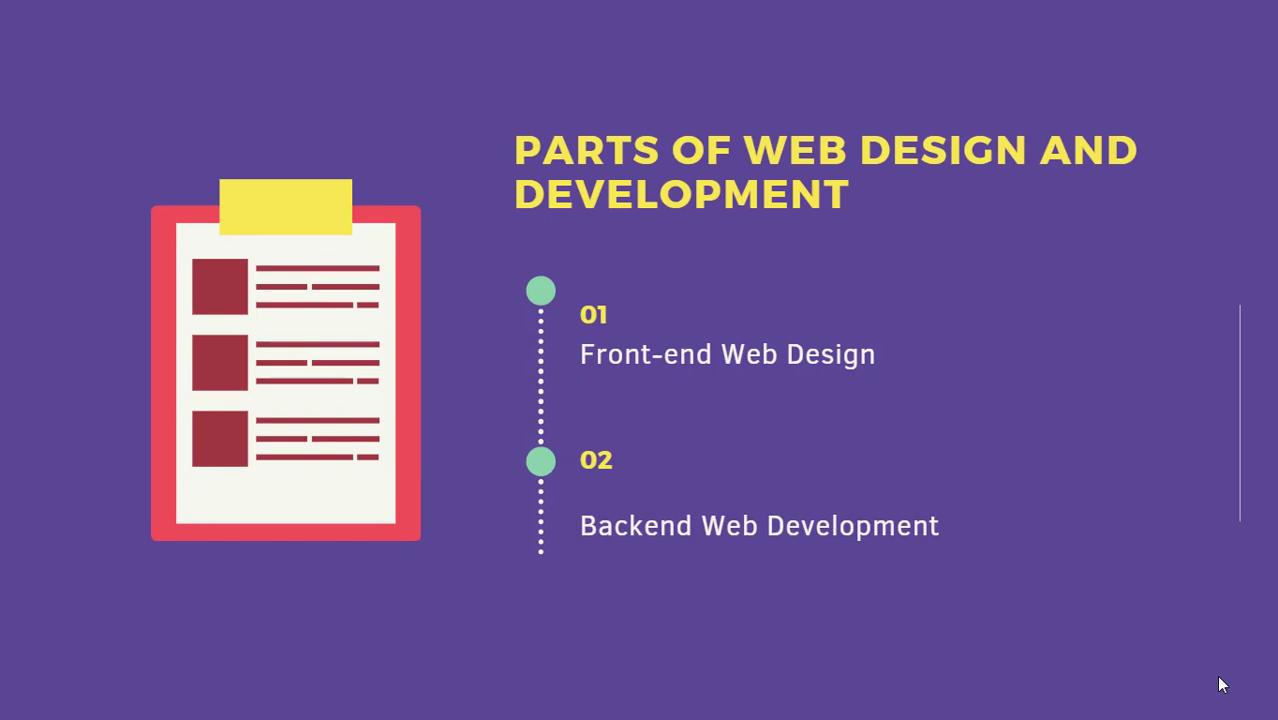 PARTS OF WEB DESIGN AND
DEVELOPMENT
01
Front-end Web Design
02
Backend Web Development